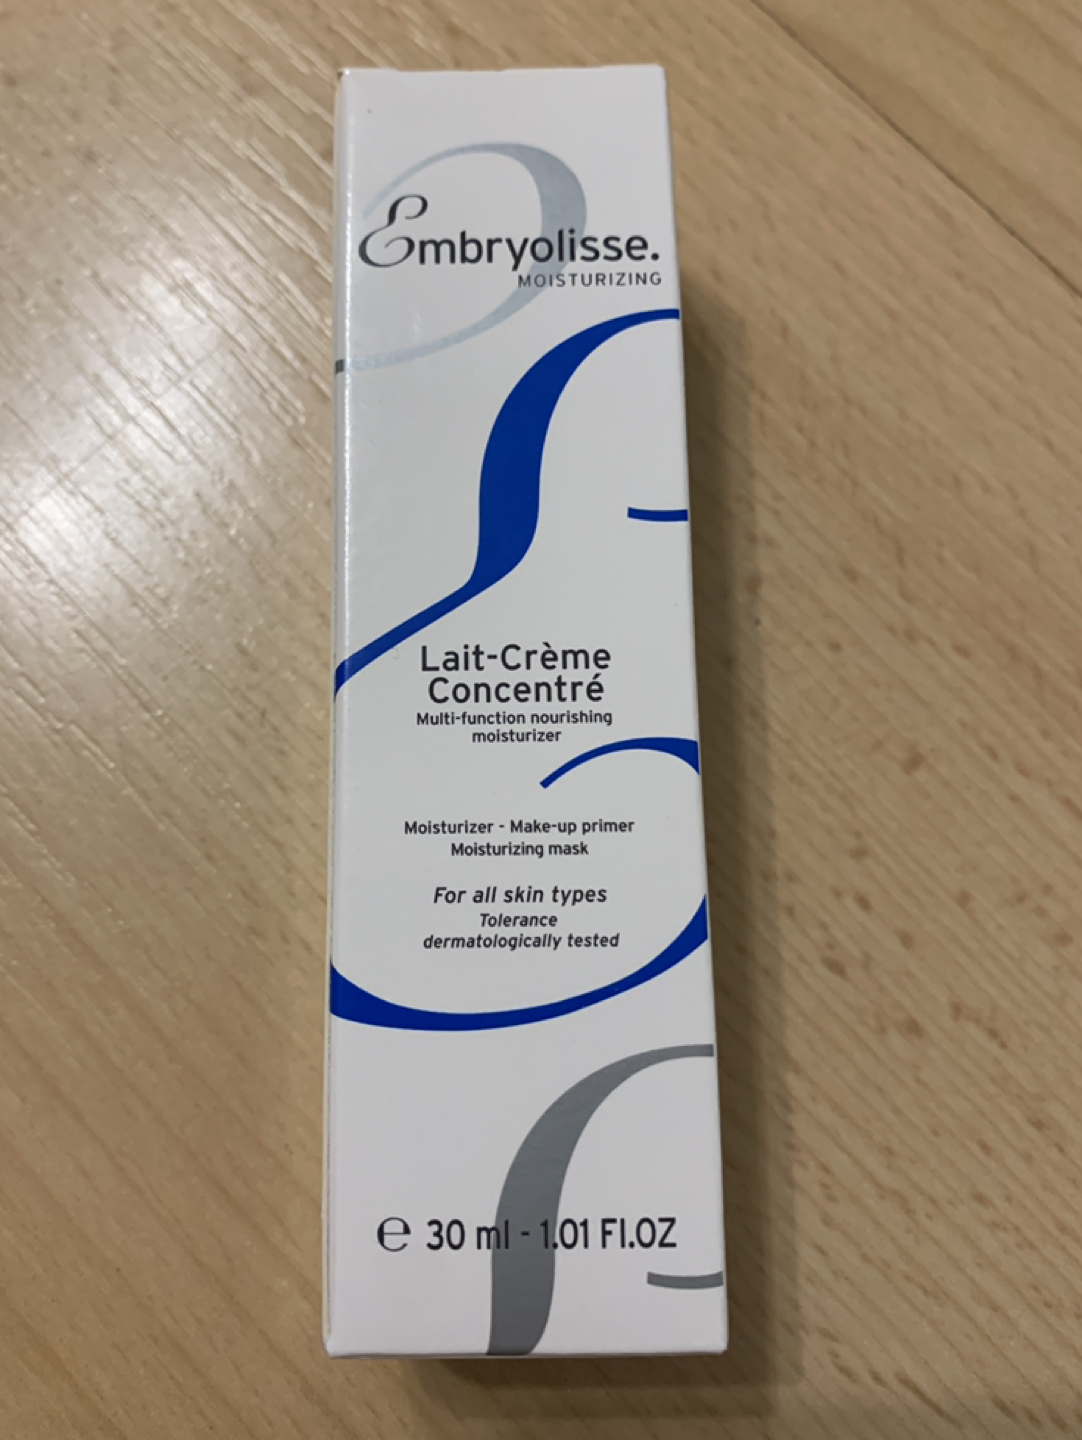 Embryolisse.
MOISTURIZING
Lait-Crème
Concentré
Multi-function nourishing
moisturizer
Moisturizer - Make-up primer
Moisturizing mask
For all skin types
Tolerance
dermatologically tested
℮ 30 ml - 1.01 Fl.OZ